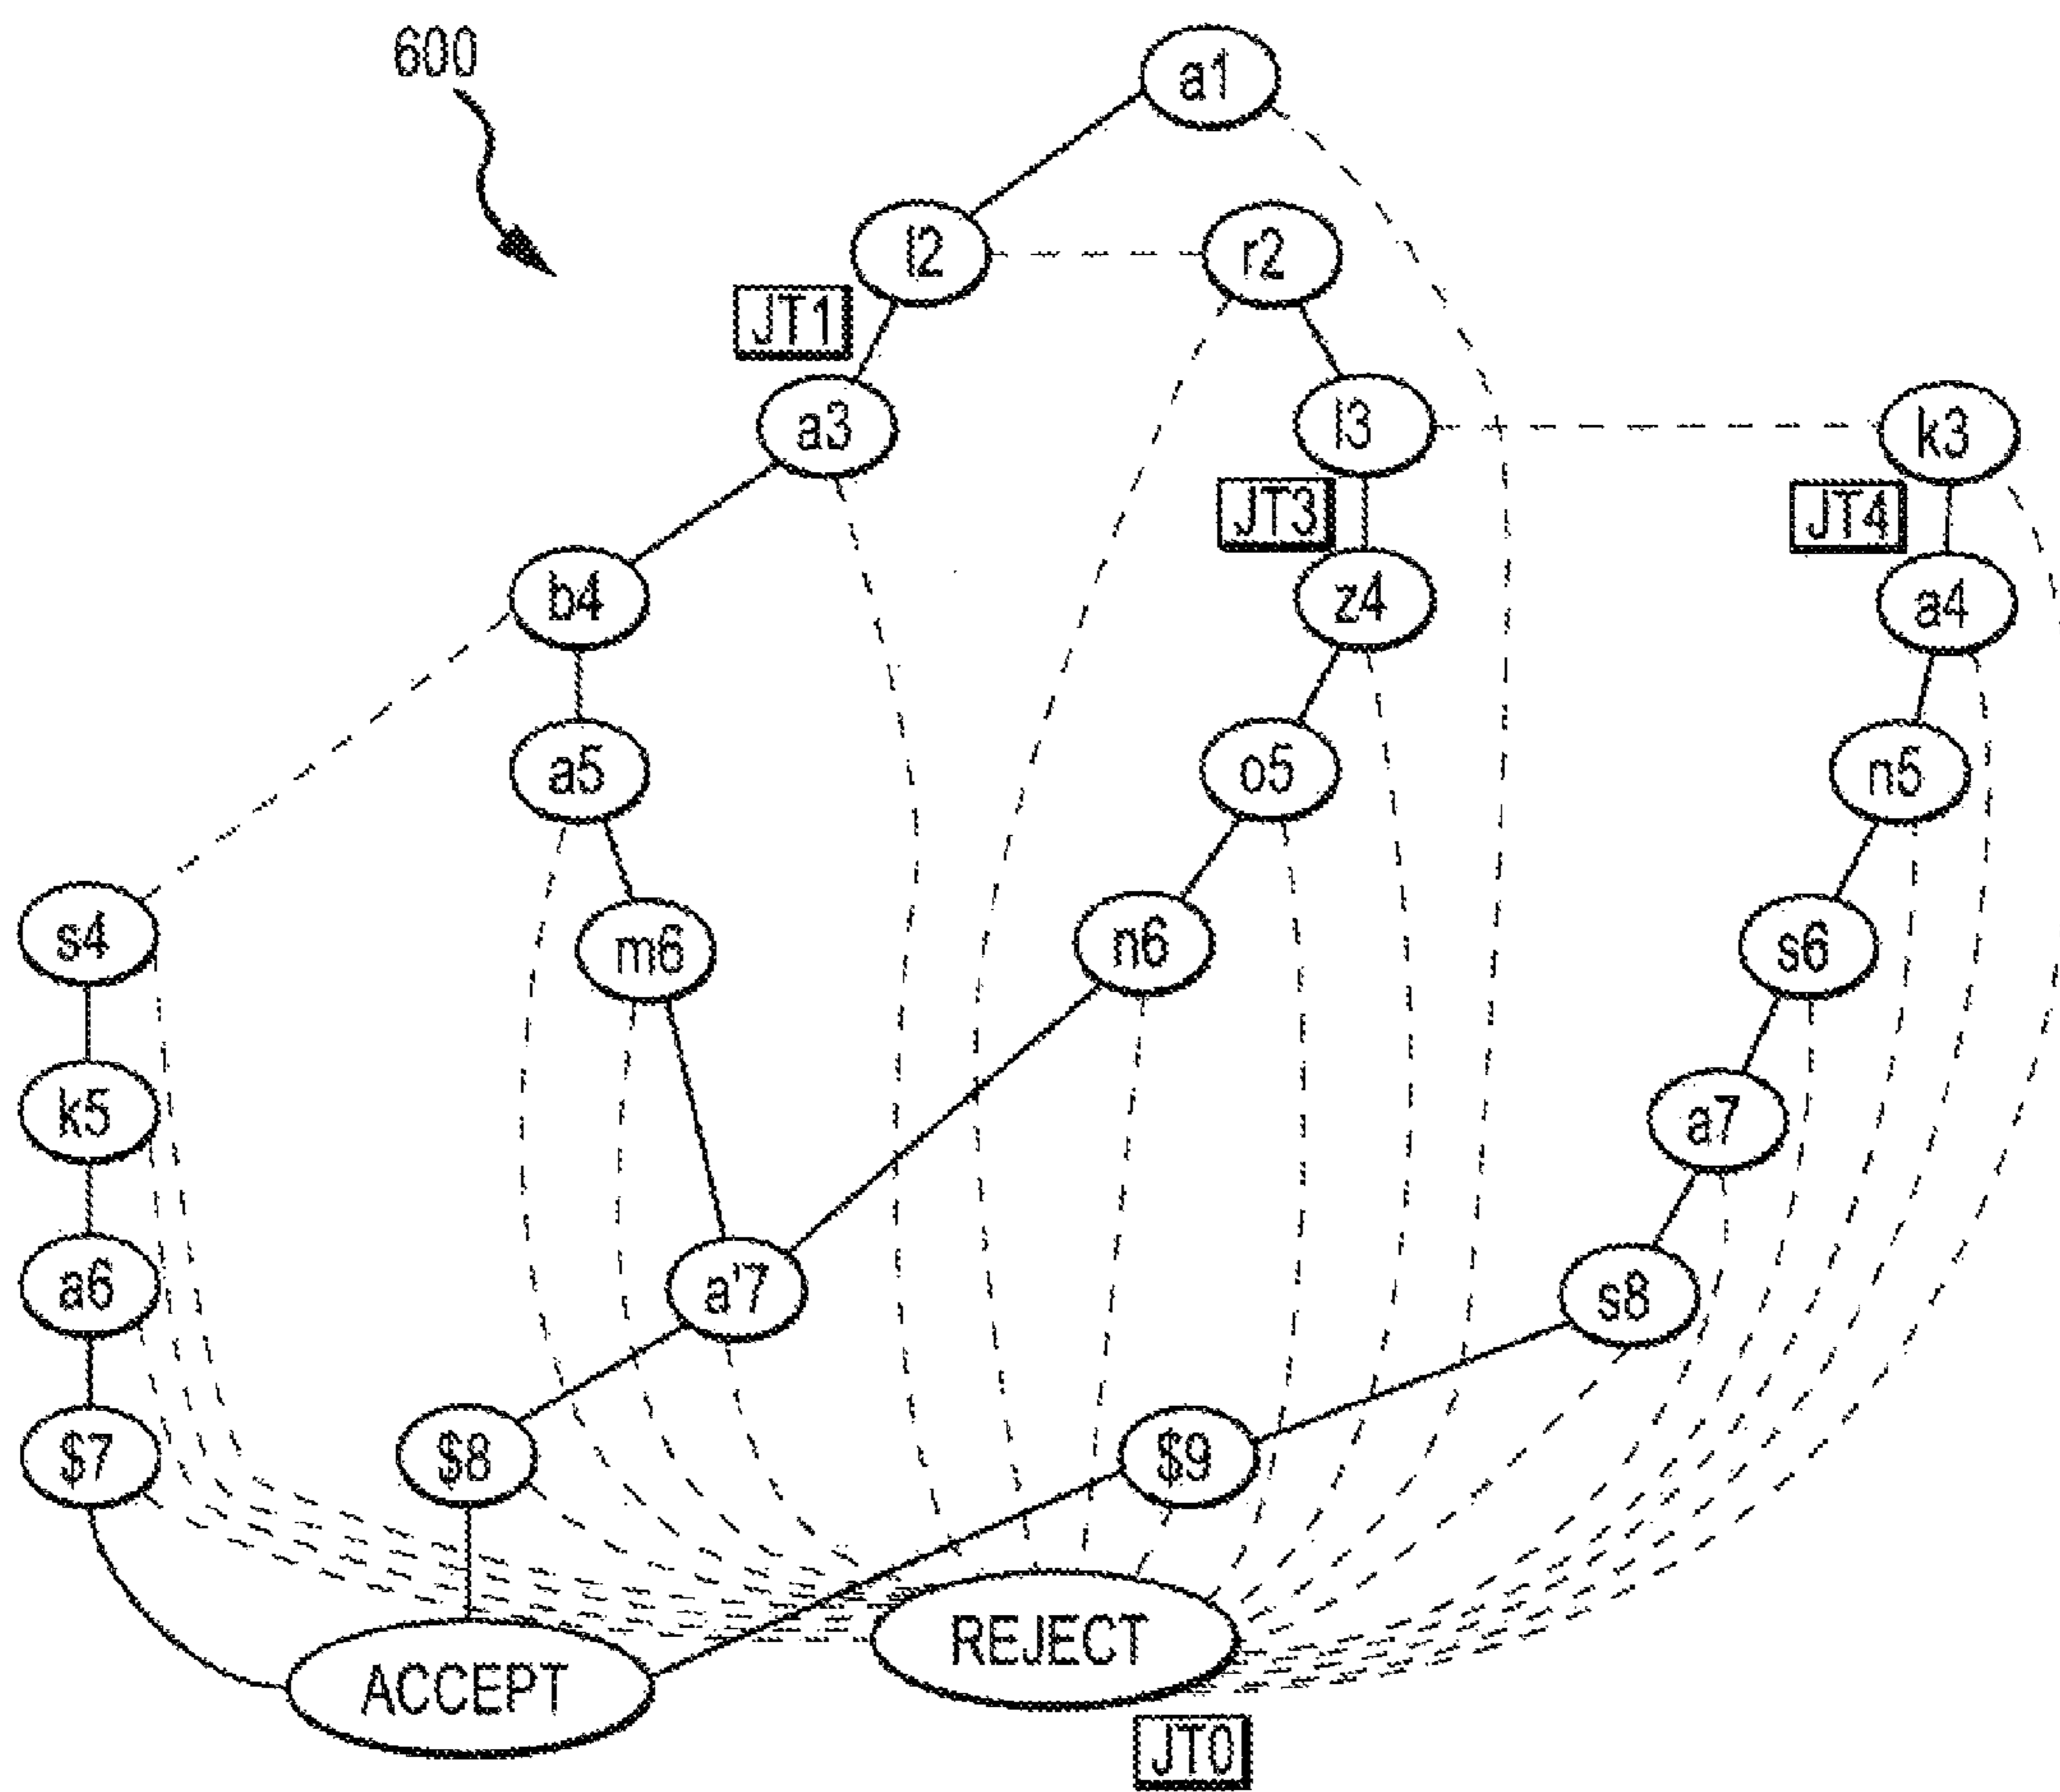 600
a1
l2
r2
JT1
a3
l3
k3
JT3
JT4
b4
z4
a4
a5
o5
n5
s4
m6
n6
s6
k5
a7
a6
a'7
s8
$7
$8
$9
REJECT
ACCEPT
JT0